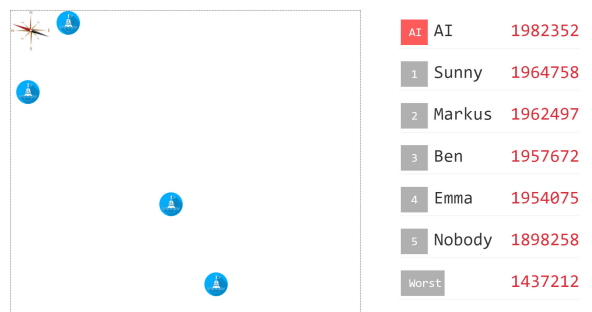 AI AI 1982352
1 Sunny 1964758
2 Markus 1962497
3 Ben 1957672
4 Emma 1954075
5 Nobody 1898258
Worst 1437212